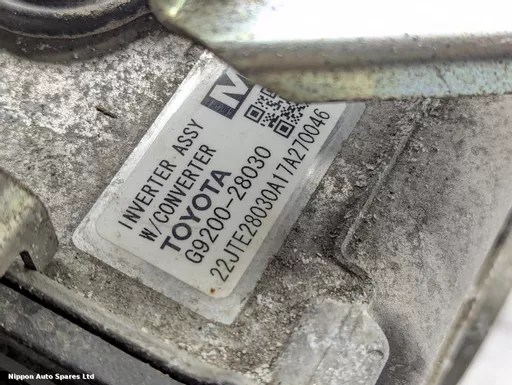 M
INVERTER ASSY
W/CONVERTER
TOYOTA
G9200-28030
22JTE28030A17A270046
Nippon Auto Spares Ltd